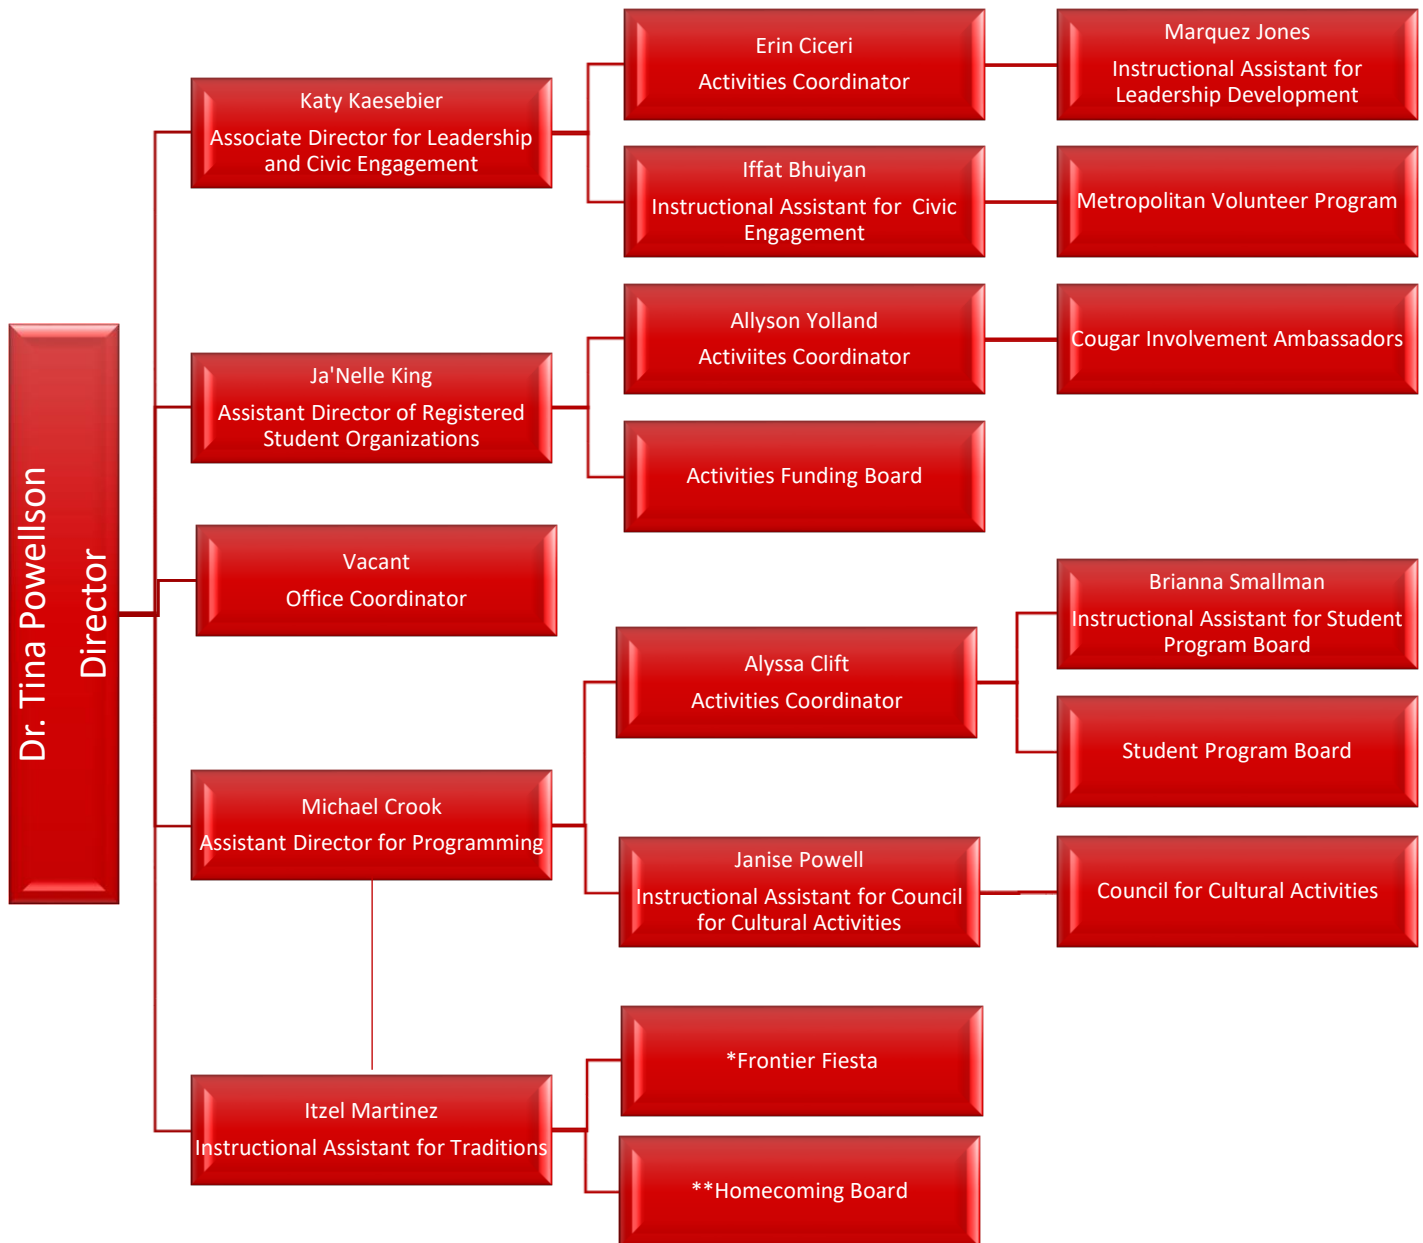 Dr. Tina Powellson
Director
Katy Kaesebier
Associate Director for Leadership
and Civic Engagement
Erin Ciceri
Activities Coordinator
Marquez Jones
Instructional Assistant for
Leadership Development
Iffat Bhuiyan
Instructional Assistant for  Civic
Engagement
Metropolitan Volunteer Program
Ja'Nelle King
Assistant Director of Registered
Student Organizations
Allyson Yolland
Activiites Coordinator
Cougar Involvement Ambassadors
Activities Funding Board
Vacant
Office Coordinator
Michael Crook
Assistant Director for Programming
Alyssa Clift
Activities Coordinator
Brianna Smallman
Instructional Assistant for Student
Program Board
Student Program Board
Janise Powell
Instructional Assistant for Council
for Cultural Activities
Council for Cultural Activities
Itzel Martinez
Instructional Assistant for Traditions
*Frontier Fiesta
**Homecoming Board